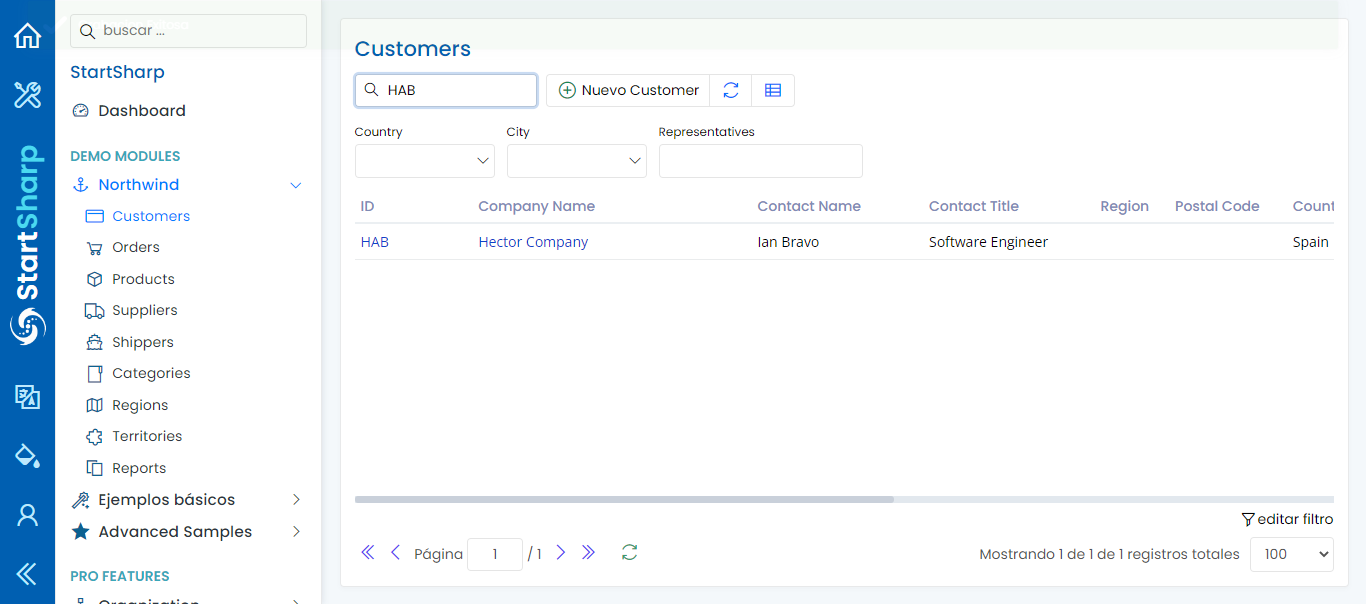 buscar ...
StartSharp
Dashboard
DEMO MODULES
Northwind
Customers
Orders
Products
Suppliers
Shippers
Categories
Regions
Territories
Reports
Ejemplos básicos
Advanced Samples
PRO FEATURES
Organization
StartSharp
Customers
HAB
Nuevo Customer
Country City Representatives
ID Company Name Contact Name Contact Title Region Postal Code Count
HAB Hector Company Ian Bravo Software Engineer Spain
editar filtro
Página 1 / 1 Mostrando 1 de 1 de 1 registros totales 100